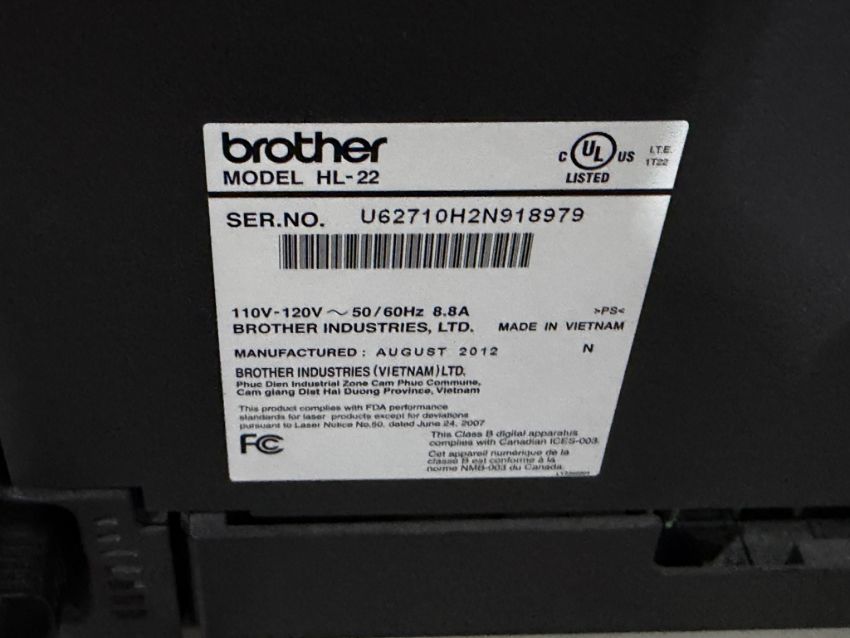 brother
MODEL HL-22
C UL US
LISTED
I.T.E.
1T22
SER.NO. U62710H2N918979
110V-120V ~ 50/60Hz 8.8A >PS<
BROTHER INDUSTRIES, LTD. MADE IN VIETNAM
MANUFACTURED : AUGUST 2012 N
BROTHER INDUSTRIES (VIETNAM) LTD.
Phuc Dien Industrial Zone Cam Phuc Commune,
Cam giang Dist Hai Duong Province, Vietnam
This product complies with FDA performance
standards for laser products except for deviations
pursuant to Laser Notice No.50, dated June 24, 2007
FC
This Class B digital apparatus
complies with Canadian ICES-003.
Cet appareil numérique de la
classe B est conforme à la
norme NMB-003 du Canada.